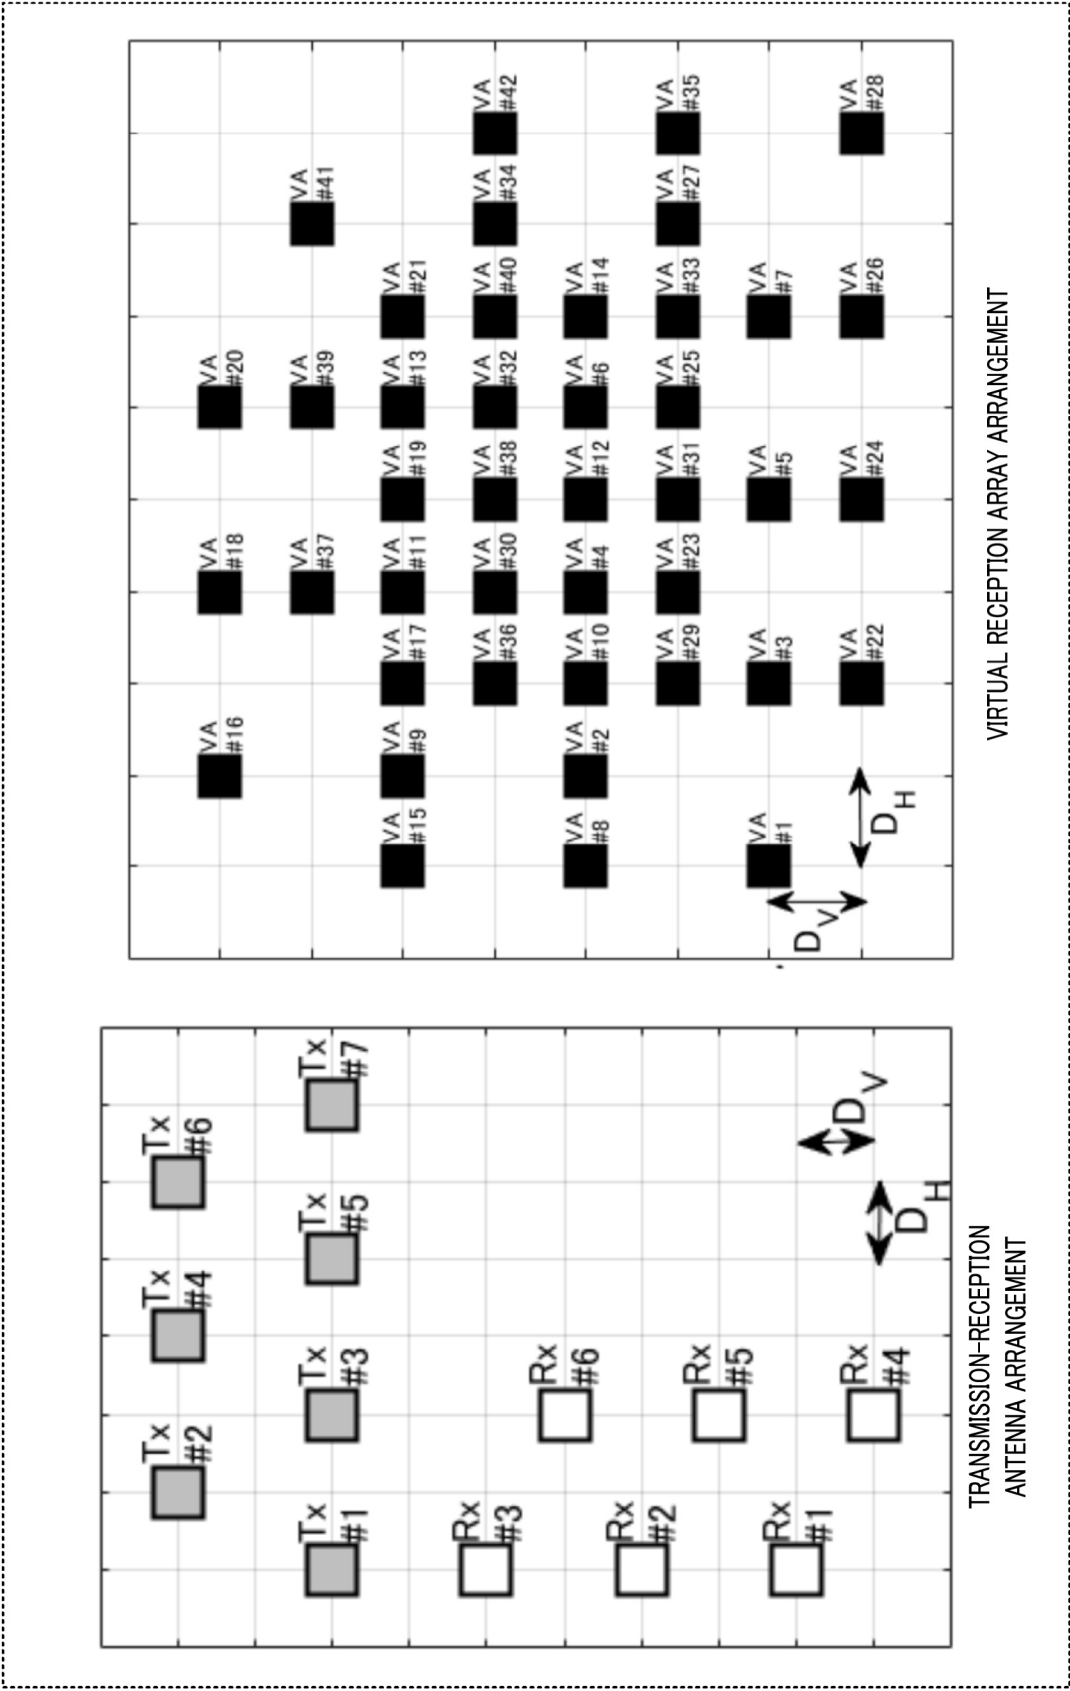 Tx
#2
Tx
#4
Tx
#6
Tx
#1
Tx
#3
Tx
#5
Tx
#7
Rx
#3
Rx
#6
Rx
#2
Rx
#5
Rx
#1
Rx
#4
DV
DH
TRANSMISSION-RECEPTION
ANTENNA ARRANGEMENT
VA
#16
VA
#18
VA
#20
VA
#37
VA
#39
VA
#41
VA
#15
VA
#9
VA
#17
VA
#11
VA
#19
VA
#13
VA
#21
VA
#36
VA
#30
VA
#38
VA
#32
VA
#40
VA
#34
VA
#42
VA
#8
VA
#2
VA
#10
VA
#4
VA
#12
VA
#6
VA
#14
VA
#29
VA
#23
VA
#31
VA
#25
VA
#33
VA
#27
VA
#35
VA
#1
VA
#3
VA
#5
VA
#7
VA
#22
VA
#24
VA
#26
VA
#28
DV
DH
VIRTUAL RECEPTION ARRAY ARRANGEMENT